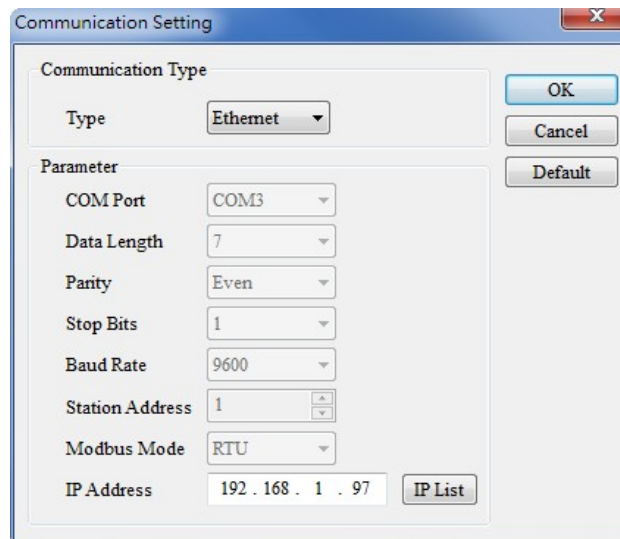 Communication Setting
Communication Type
Type Ethernet
OK
Cancel
Default
Parameter
COM Port COM3
Data Length 7
Parity Even
Stop Bits 1
Baud Rate 9600
Station Address 1
Modbus Mode RTU
IP Address 192 . 168 . 1 . 97 IP List